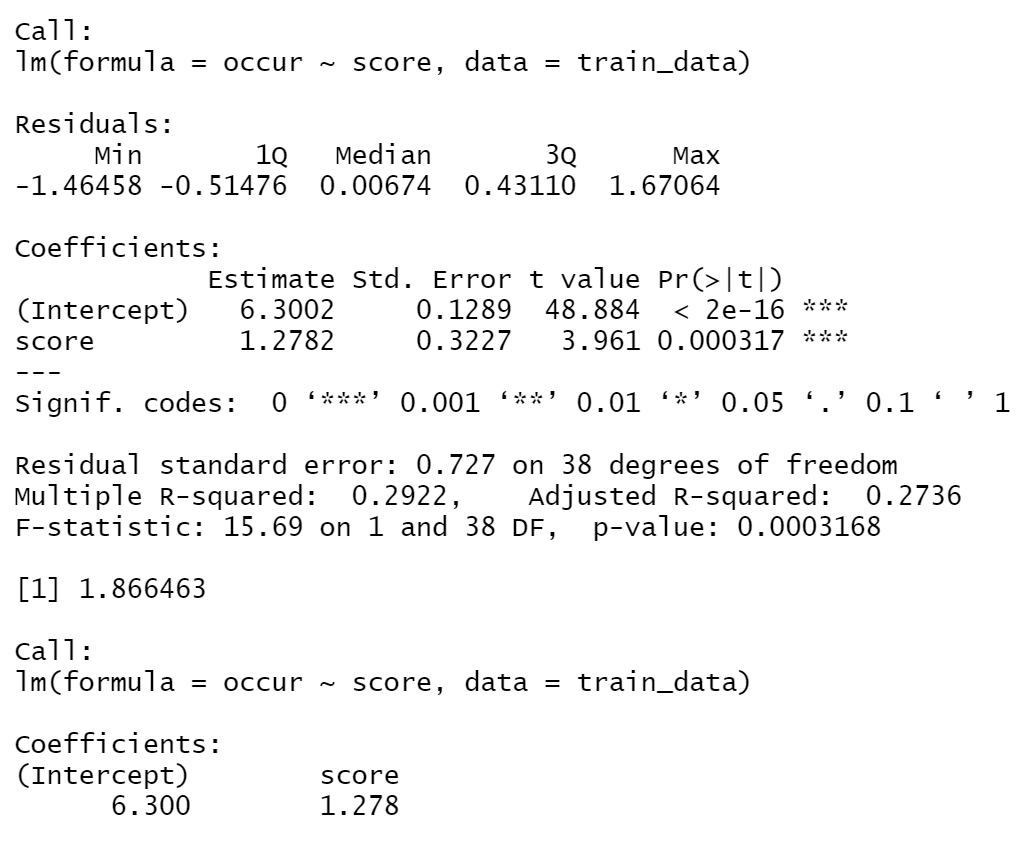 Call:
lm(formula = occur ~ score, data = train_data)
Residuals:
     Min       1Q   Median       3Q      Max
-1.46458 -0.51476  0.00674  0.43110  1.67064
Coefficients:
            Estimate Std. Error t value Pr(>|t|)
(Intercept)   6.3002     0.1289  48.884  < 2e-16 ***
score         1.2782     0.3227   3.961 0.000317 ***
---
Signif. codes:  0 ‘***’ 0.001 ‘**’ 0.01 ‘*’ 0.05 ‘.’ 0.1 ‘ ’ 1
Residual standard error: 0.727 on 38 degrees of freedom
Multiple R-squared:  0.2922,    Adjusted R-squared:  0.2736
F-statistic: 15.69 on 1 and 38 DF,  p-value: 0.0003168
[1] 1.866463
Call:
lm(formula = occur ~ score, data = train_data)
Coefficients:
(Intercept)        score
      6.300        1.278